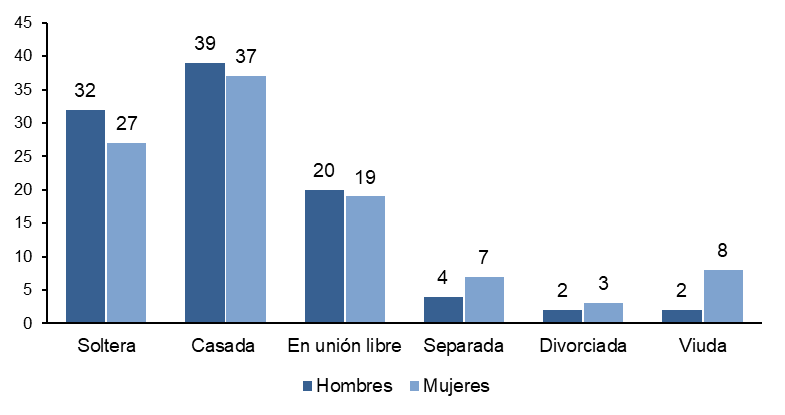 45
40
35
30
25
20
15
10
5
0
32
27
39
37
20
19
4
7
2
3
2
8
Soltera
Casada
En unión libre
Separada
Divorciada
Viuda
Hombres
Mujeres